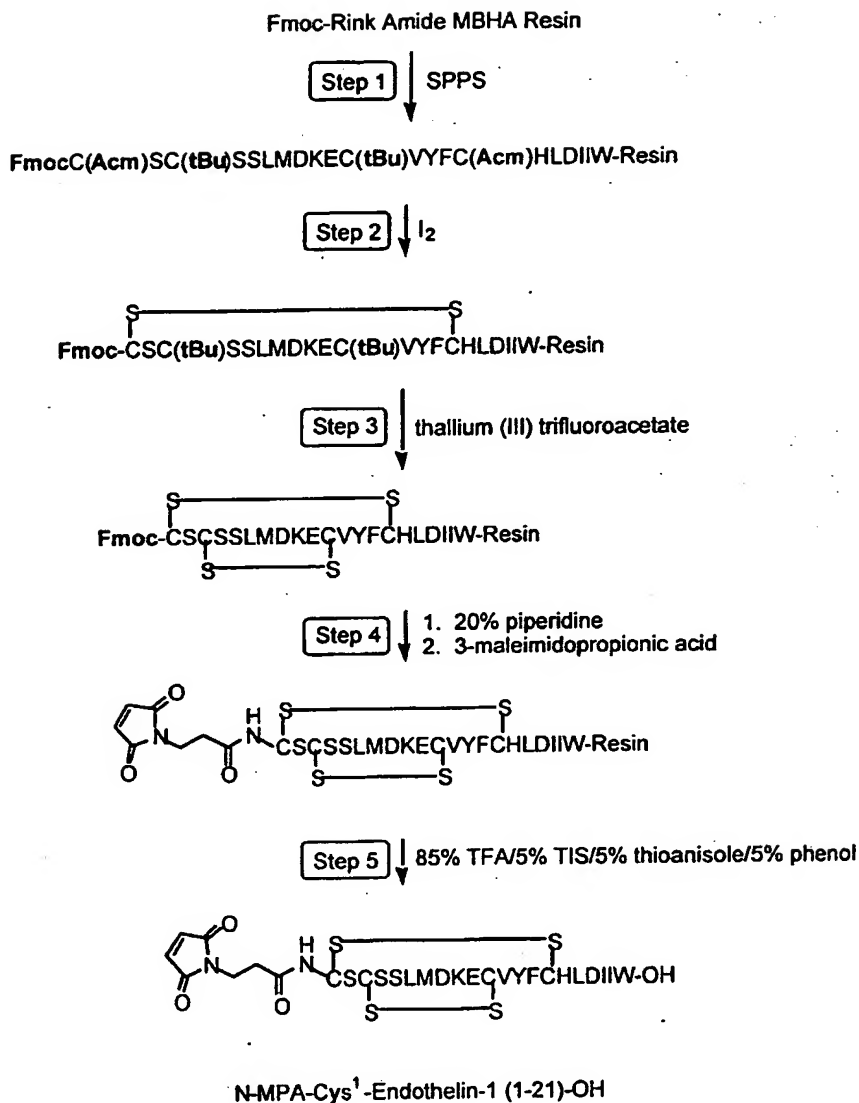 Fmoc-Rink Amide MBHA Resin
Step 1 SPPS
FmocC(Acm)SC(tBu)SSLMDKEC(tBu)VYFC(Acm)HLDIIW-Resin
Step 2 I2
S S
Fmoc-CSC(tBu)SSLMDKEC(tBu)VYFCHLDIIW-Resin
Step 3 thallium (III) trifluoroacetate
S S
Fmoc-CSCSSLMDKECVYFCHLDIIW-Resin
S S
Step 4 1. 20% piperidine
2. 3-maleimidopropionic acid
O H S S
N N CSCSSLMDKECVYFCHLDIIW-Resin
O O S S
Step 5 85% TFA/5% TIS/5% thioanisole/5% phenol
O H S S
N N CSCSSLMDKECVYFCHLDIIW-OH
O O S S
N-MPA-Cys1-Endothelin-1 (1-21)-OH